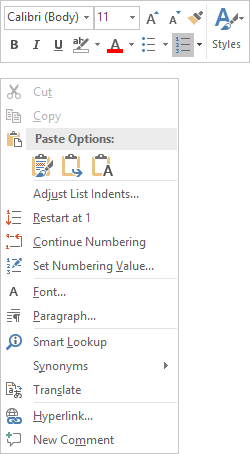 Calibri (Body) 11
B I U ab A Styles
Cut
Copy
Paste Options:
Adjust List Indents...
Restart at 1
Continue Numbering
Set Numbering Value...
Font...
Paragraph...
Smart Lookup
Synonyms
Translate
Hyperlink...
New Comment